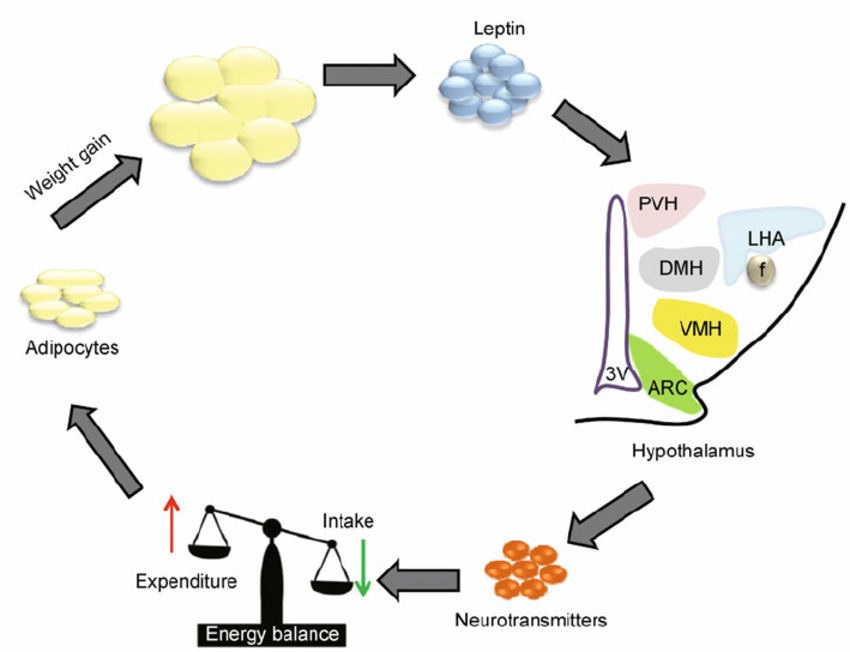 Leptin
Weight gain
PVH
LHA
DMH
f
VMH
Adipocytes
3V
ARC
Hypothalamus
Intake
Expenditure
Neurotransmitters
Energy balance